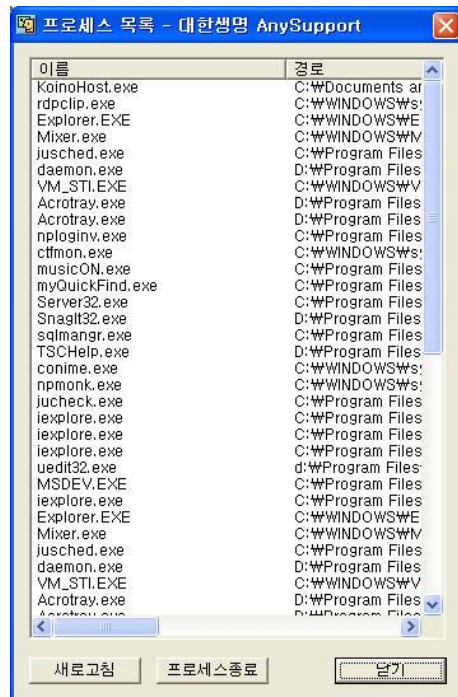 프로세스 목록 - 대한생명 AnySupport
이름 경로
KoinoHost.exe C:₩Documents ar
rdpclip.exe C:₩WINDOWS₩s
Explorer.EXE C:₩WINDOWS₩E
Mixer.exe C:₩WINDOWS₩M
jusched.exe C:₩Program Files
daemon.exe D:₩Program Files
VM_STI.EXE C:₩WINDOWS₩V
Acrotray.exe D:₩Program Files
Acrotray.exe D:₩Program Files
nploginv.exe C:₩Program Files
ctfmon.exe C:₩WINDOWS₩s
musicON.exe C:₩Program Files
myQuickFind.exe C:₩Program Files
Server32.exe C:₩Program Files
SnagIt32.exe D:₩Program Files
sqlmangr.exe C:₩Program Files
TSCHelp.exe D:₩Program Files
conime.exe C:₩WINDOWS₩s
npmonk.exe C:₩WINDOWS₩s
jucheck.exe C:₩Program Files
iexplore.exe C:₩Program Files
iexplore.exe C:₩Program Files
iexplore.exe C:₩Program Files
uedit32.exe d:₩Program Files
MSDEV.EXE C:₩Program Files
iexplore.exe C:₩Program Files
Explorer.EXE C:₩WINDOWS₩E
Mixer.exe C:₩WINDOWS₩M
jusched.exe C:₩Program Files
daemon.exe D:₩Program Files
VM_STI.EXE C:₩WINDOWS₩V
Acrotray.exe D:₩Program Files
새로고침 프로세스종료 닫기